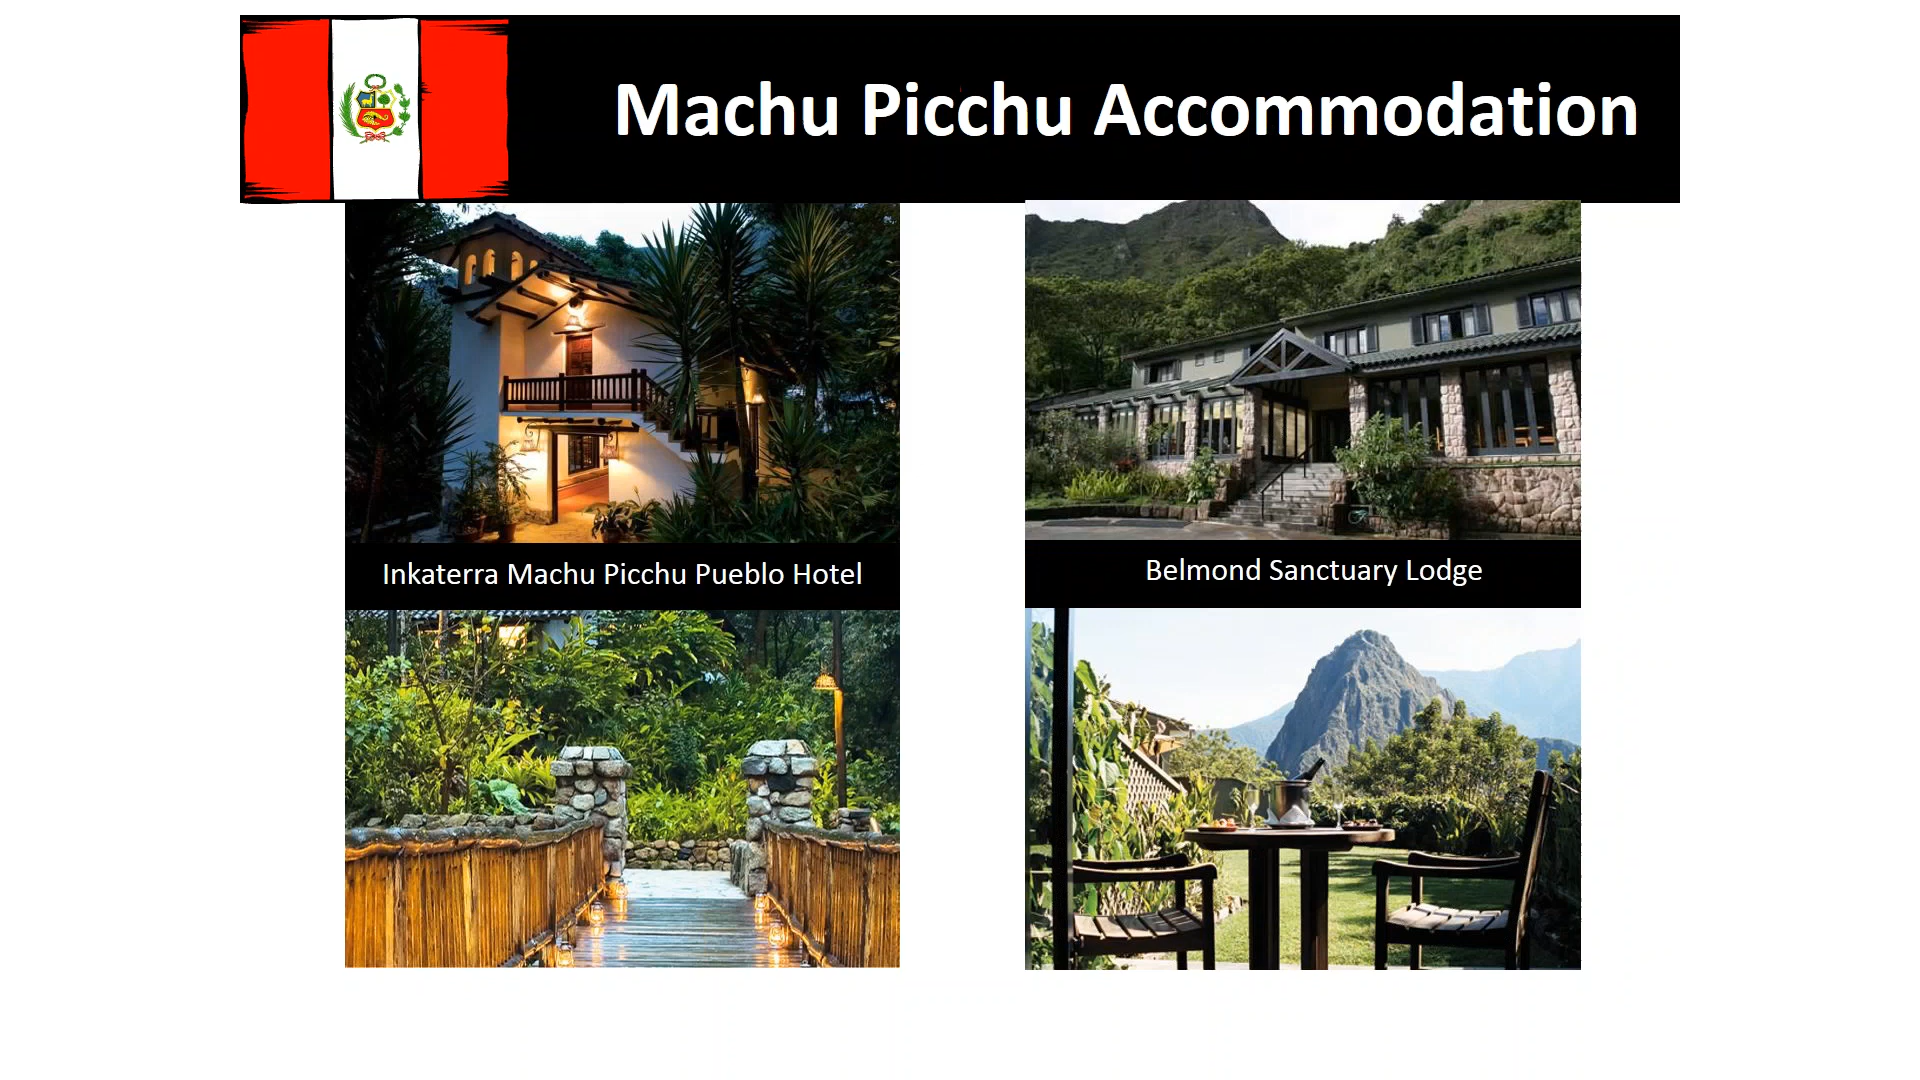 Machu Picchu Accommodation
Inkaterra Machu Picchu Pueblo Hotel
Belmond Sanctuary Lodge